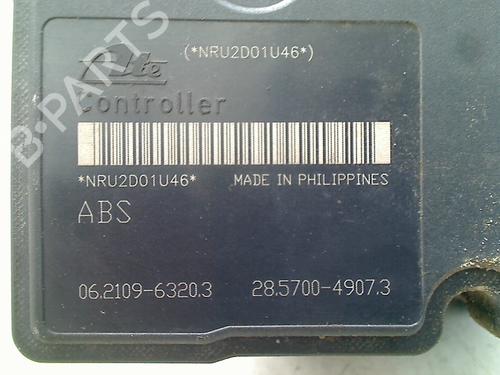 (*NRU2D01U46*)
Ate
Controller
*NRU2D01U46* MADE IN PHILIPPINES
ABS
06.2109-6320.3 28.5700-4907.3
B-PARTS